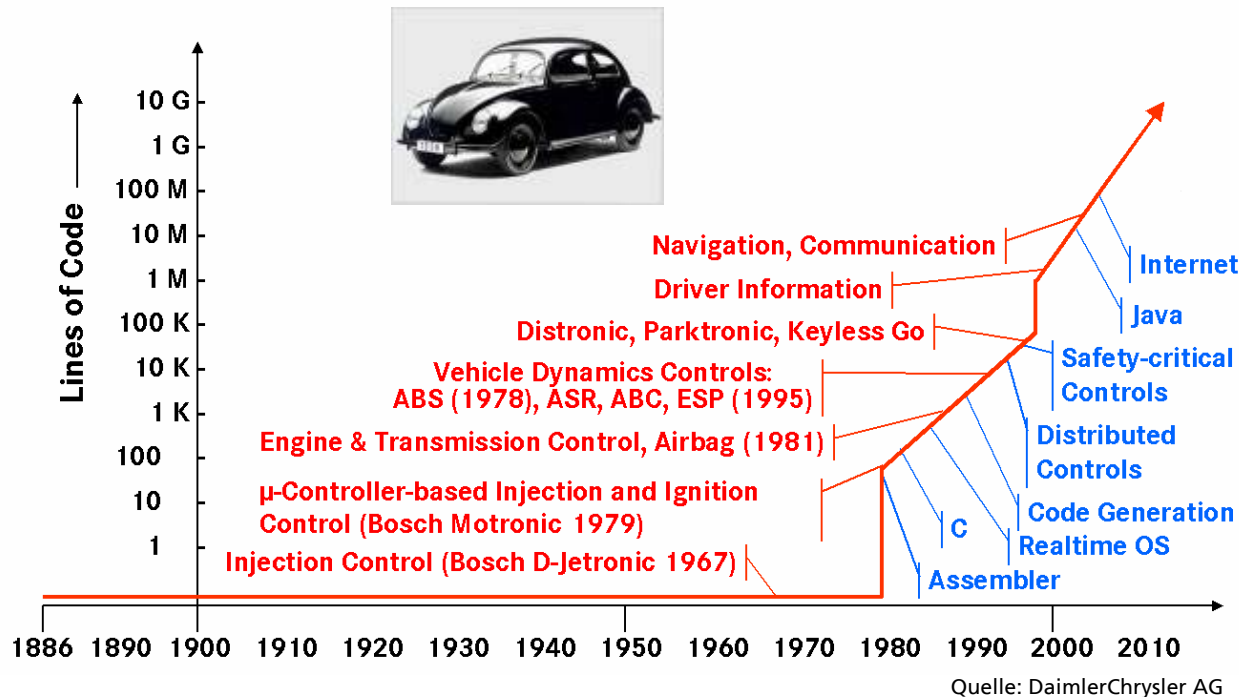 10 G
1 G
100 M
10 M
1 M
100 K
10 K
1 K
100
10
1
Lines of Code
Navigation, Communication
Driver Information
Distronic, Parktronic, Keyless Go
Vehicle Dynamics Controls:
ABS (1978), ASR, ABC, ESP (1995)
Engine & Transmission Control, Airbag (1981)
µ-Controller-based Injection and Ignition
Control (Bosch Motronic 1979)
Injection Control (Bosch D-Jetronic 1967)
Internet
Java
Safety-critical
Controls
Distributed
Controls
Code Generation
Realtime OS
C
Assembler
1886 1890 1900 1910 1920 1930 1940 1950 1960 1970 1980 1990 2000 2010
Quelle: DaimlerChrysler AG